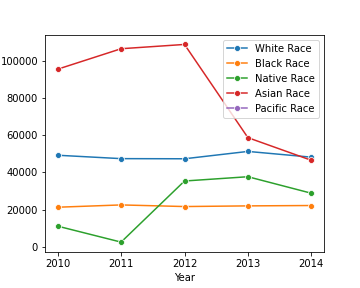 White Race
Black Race
Native Race
Asian Race
Pacific Race
100000
80000
60000
40000
20000
0
2010 2011 2012 2013 2014
Year